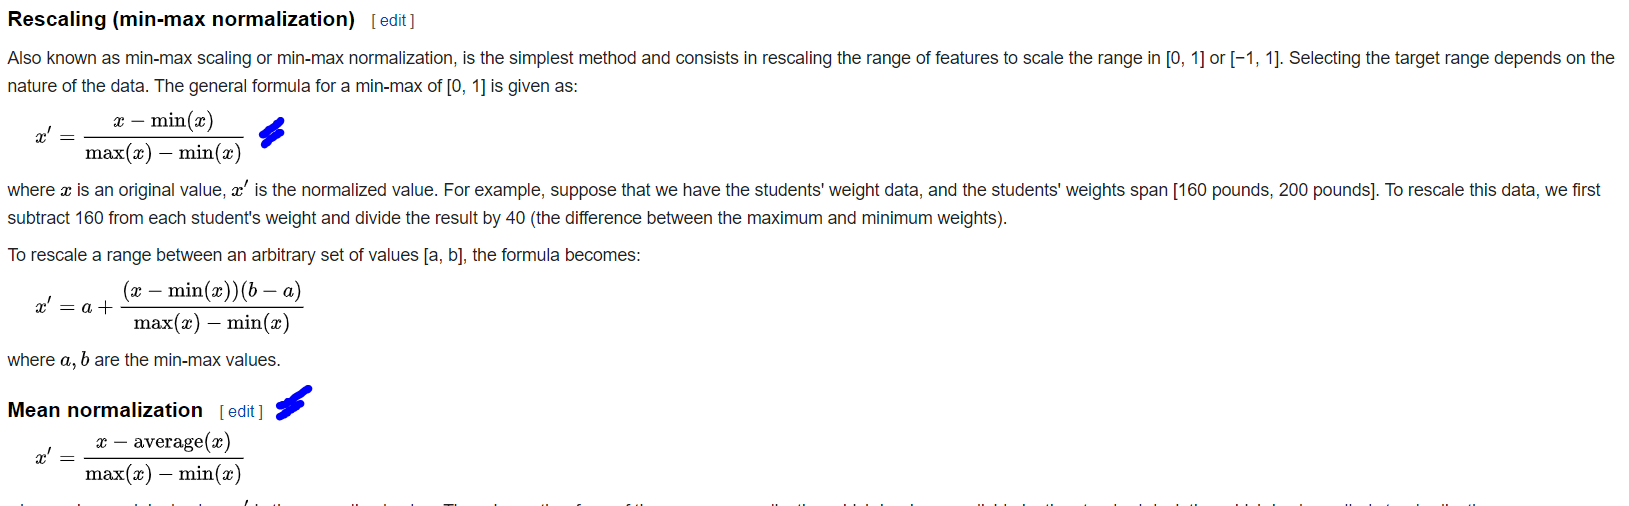 Rescaling (min-max normalization) [ edit ]
Also known as min-max scaling or min-max normalization, is the simplest method and consists in rescaling the range of features to scale the range in [0, 1] or [−1, 1]. Selecting the target range depends on the
nature of the data. The general formula for a min-max of [0, 1] is given as:
x′ = (x − min(x)) / (max(x) − min(x))
where x is an original value, x′ is the normalized value. For example, suppose that we have the students' weight data, and the students' weights span [160 pounds, 200 pounds]. To rescale this data, we first
subtract 160 from each student's weight and divide the result by 40 (the difference between the maximum and minimum weights).
To rescale a range between an arbitrary set of values [a, b], the formula becomes:
x′ = a + (x − min(x))(b − a) / (max(x) − min(x))
where a, b are the min-max values.
Mean normalization [ edit ]
x′ = (x − average(x)) / (max(x) − min(x))